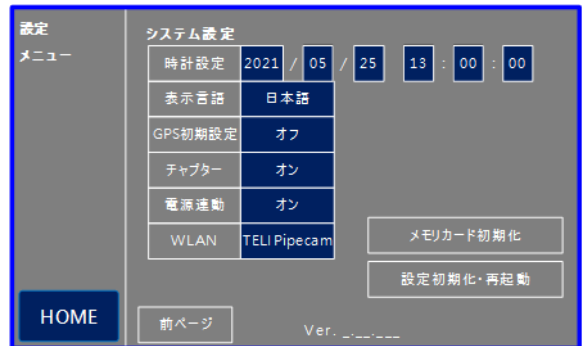 設定
メニュー
システム設定
時計設定 2021 / 05 / 25 13 : 00 : 00
表示言語 日本語
GPS初期設定 オフ
チャプター オン
電源連動 オン
WLAN TELI Pipecam
メモリカード初期化
設定初期化・再起動
HOME
前ページ
Ver. _.__.___